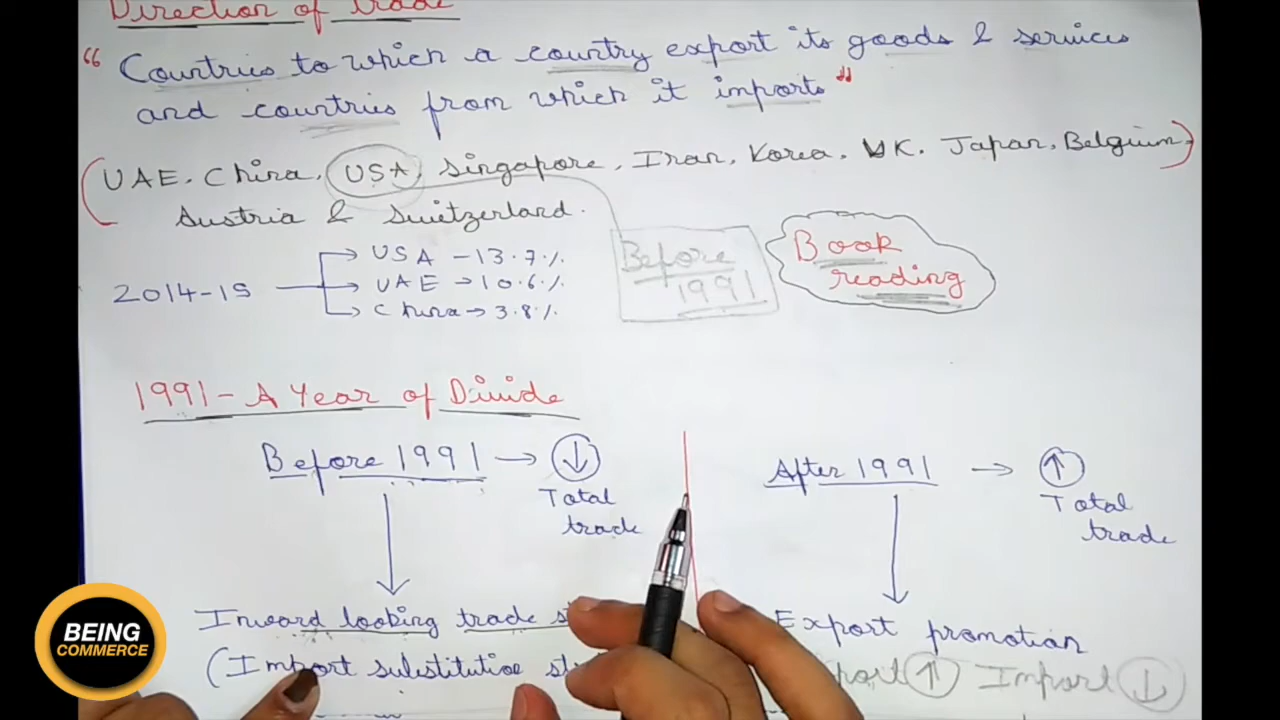 Direction of trade
“ Countries to which a country export its goods & services
and countries from which it imports ”
(UAE, China, USA, Singapore, Iran, Korea, UK, Japan, Belgium,
Austria & Switzerland.)
2014-15
USA - 13.7%
UAE → 10.6%
China → 3.8%
Before
1991
Book
reading
1991 - A Year of Divide
Before 1991 → ↓
Total
trade
After 1991 → ↑
Total
trade
Inward looking trade
(Import substitution
Export promotion
Import ↓
BEING
COMMERCE